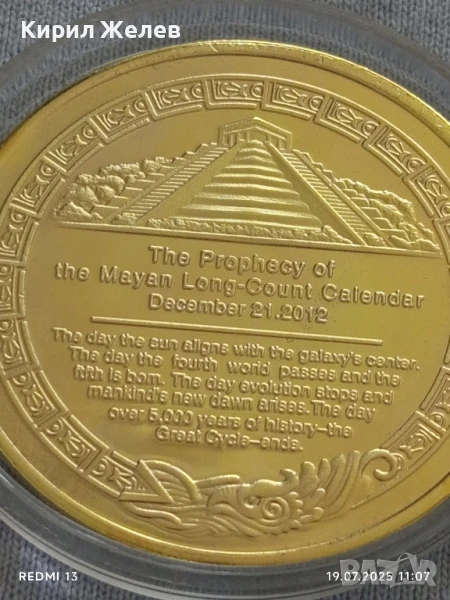 Кирил Желев
The Prophecy of
the Mayan Long-Count Calendar
December 21.2012
The day the sun aligns with the galaxy's center.
The day the fourth world passes and the
fifth is born. The day evolution stops and
mankind's new dawn arises. The day
over 5.000 years of history-the
Great Cycle-ends.
REDMI 13
19.07.2025 11:07
BAZAR